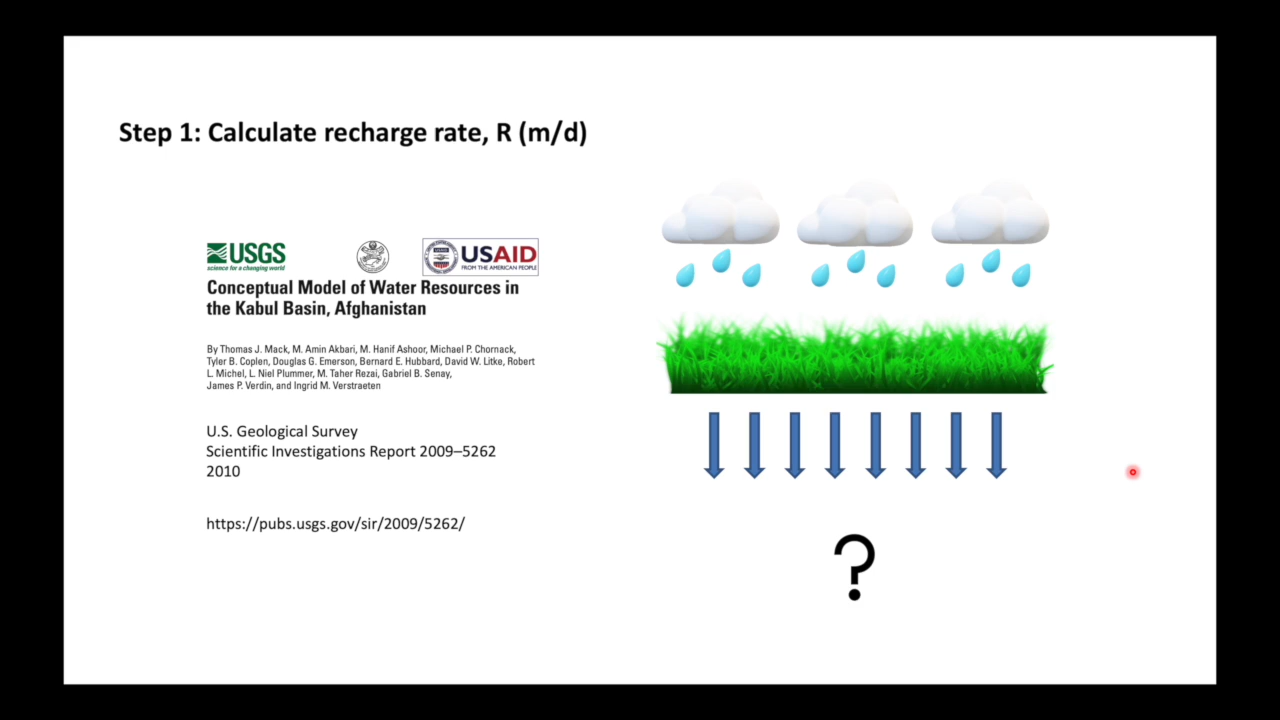 Step 1: Calculate recharge rate, R (m/d)
USGS
science for a changing world
USAID
FROM THE AMERICAN PEOPLE
Conceptual Model of Water Resources in
the Kabul Basin, Afghanistan
By Thomas J. Mack, M. Amin Akbari, M. Hanif Ashoor, Michael P. Chornack,
Tyler B. Coplen, Douglas G. Emerson, Bernard E. Hubbard, David W. Litke, Robert
L. Michel, L. Niel Plummer, M. Taher Rezai, Gabriel B. Senay,
James P. Verdin, and Ingrid M. Verstraeten
U.S. Geological Survey
Scientific Investigations Report 2009–5262
2010
https://pubs.usgs.gov/sir/2009/5262/
?